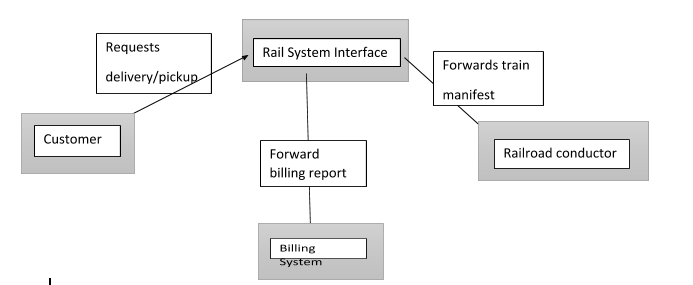 Requests
delivery/pickup
Rail System Interface
Forwards train
manifest
Customer
Railroad conductor
Forward
billing report
Billing
System